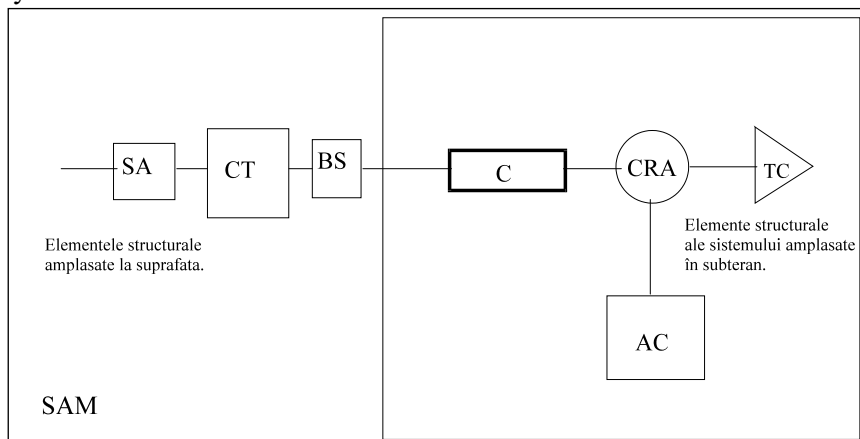 y
SA
CT
BS
C
CRA
TC
Elementele structurale
amplasate la suprafata.
Elemente structurale
ale sistemului amplasate
în subteran.
AC
SAM